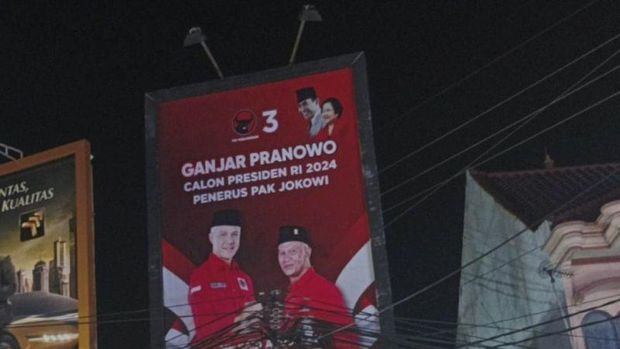 3
GANJAR PRANOWO
CALON PRESIDEN RI 2024
PENERUS PAK JOKOWI
NTAS,
KUALITAS